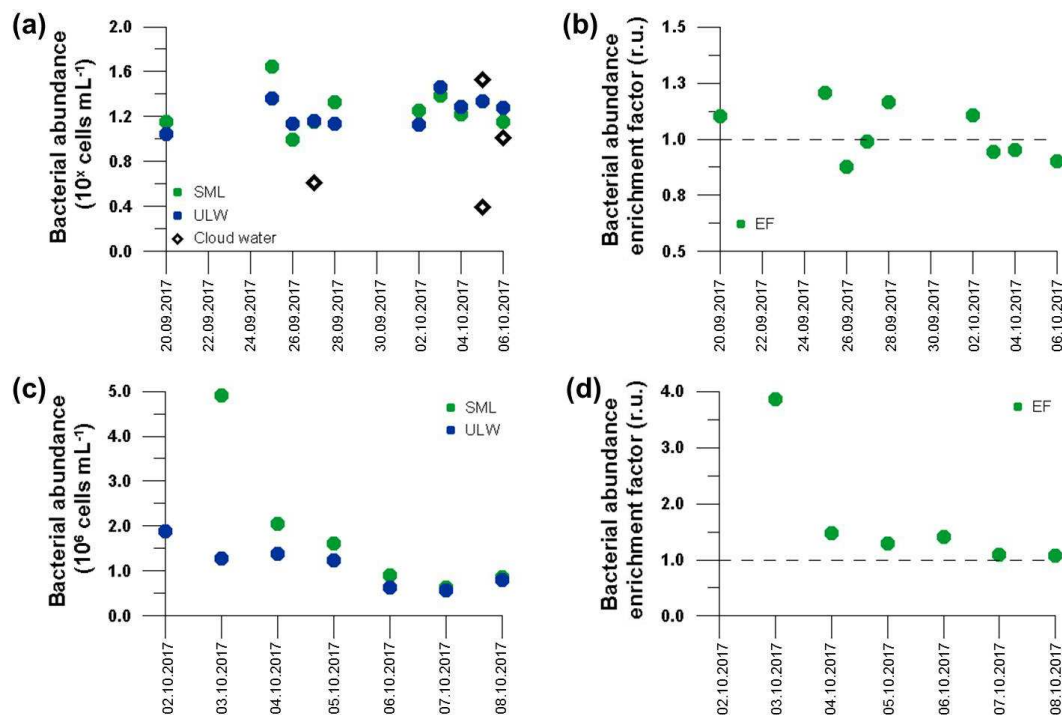 (a)
Bacterial abundance
(10ˣ cells mL⁻¹)
2.0
1.6
1.2
0.8
0.4
0.0
SML
ULW
Cloud water
20.09.2017
22.09.2017
24.09.2017
26.09.2017
28.09.2017
30.09.2017
02.10.2017
04.10.2017
06.10.2017
(b)
Bacterial abundance
enrichment factor (r.u.)
1.5
1.3
1.0
0.8
0.5
EF
20.09.2017
22.09.2017
24.09.2017
26.09.2017
28.09.2017
30.09.2017
02.10.2017
04.10.2017
06.10.2017
(c)
Bacterial abundance
(10⁶ cells mL⁻¹)
5.0
4.0
3.0
2.0
1.0
0.0
SML
ULW
02.10.2017
03.10.2017
04.10.2017
05.10.2017
06.10.2017
07.10.2017
08.10.2017
(d)
Bacterial abundance
enrichment factor (r.u.)
4.0
3.0
2.0
1.0
0.0
EF
02.10.2017
03.10.2017
04.10.2017
05.10.2017
06.10.2017
07.10.2017
08.10.2017